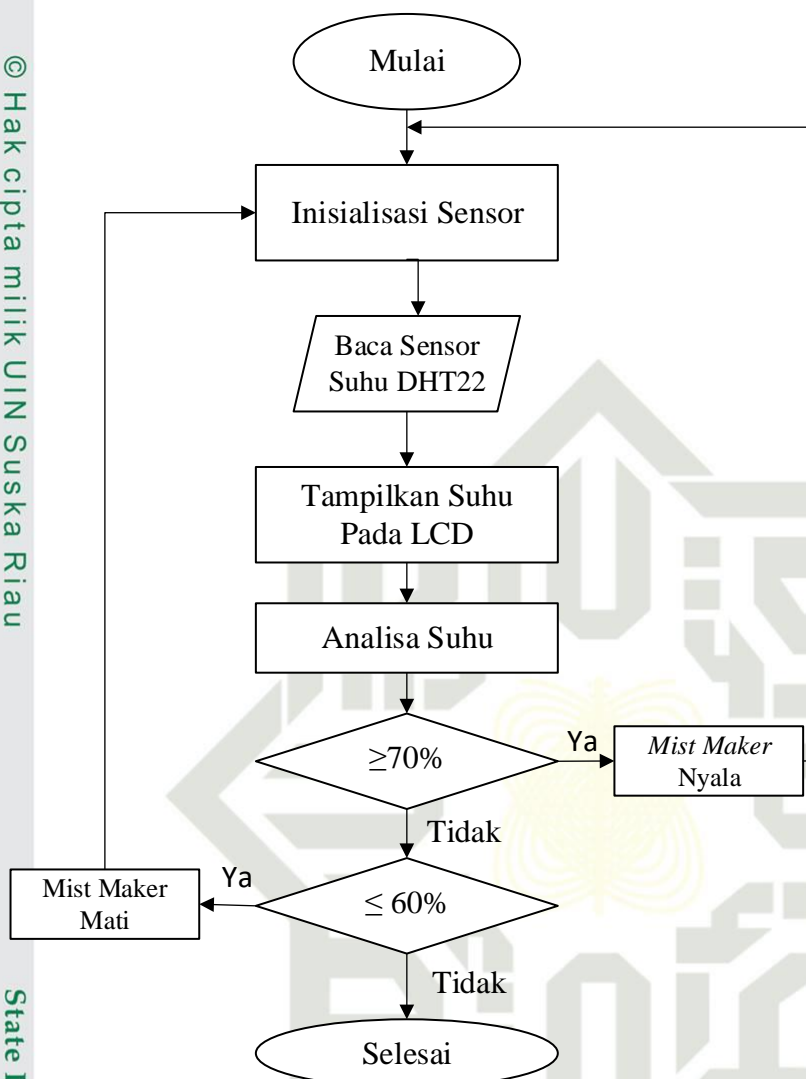 Mulai
Inisialisasi Sensor
Baca Sensor
Suhu DHT22
Tampilkan Suhu
Pada LCD
Analisa Suhu
≥70%
Ya
Mist Maker
Nyala
Tidak
≤ 60%
Ya
Mist Maker
Mati
Tidak
Selesai
© Hak cipta milik UIN Suska Riau
State